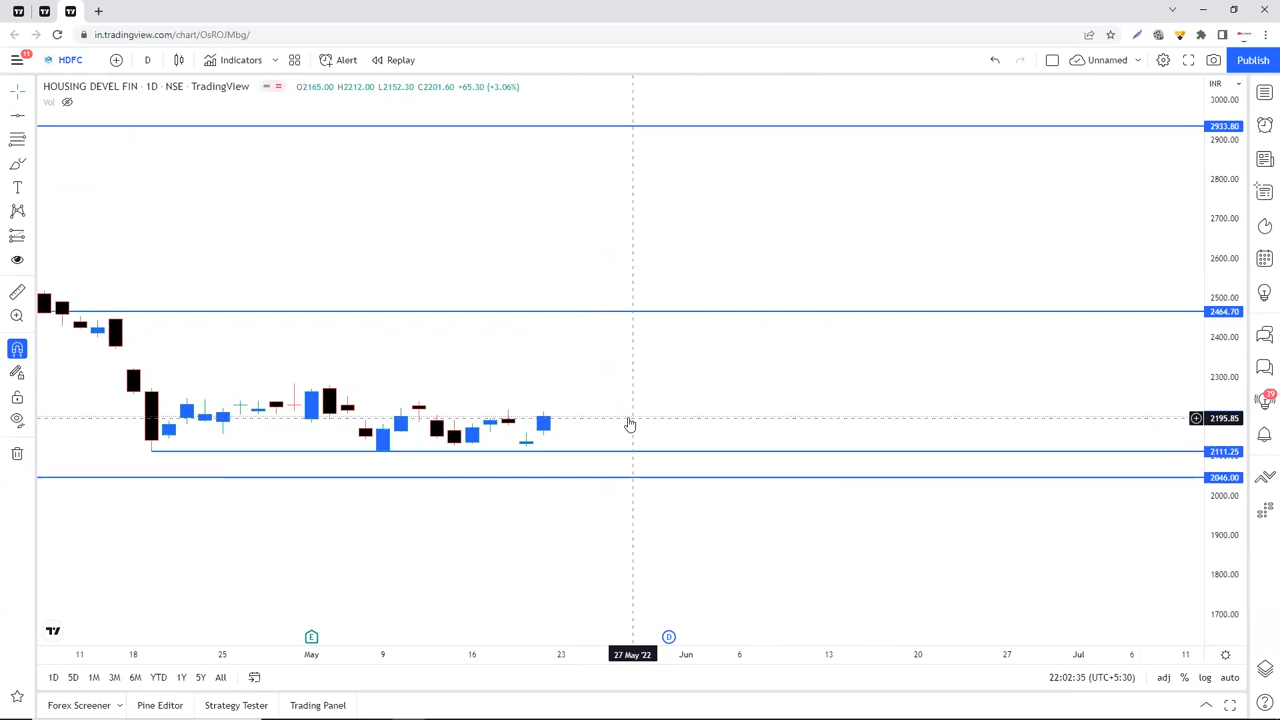 in.tradingview.com/chart/OsROJMbg/
11
HDFC
D
Indicators
Alert
Replay
Unnamed
Publish
HOUSING DEVEL FIN · 1D · NSE · TradingView
O2165.00 H2212.00 L2152.30 C2201.60 +65.30 (+3.06%)
Vol
INR
3000.00
2933.80
2900.00
2800.00
2700.00
2600.00
2500.00
2464.70
2400.00
2300.00
2195.85
2111.25
2046.00
2000.00
1900.00
1800.00
1700.00
E
D
11 18 25 May 9 16 23 27 May '22 Jun 6 13 20 27 Jul 6 11
1D 5D 1M 3M 6M YTD 1Y 5Y All
22:02:35 (UTC+5:30)
adj % log auto
Forex Screener
Pine Editor
Strategy Tester
Trading Panel